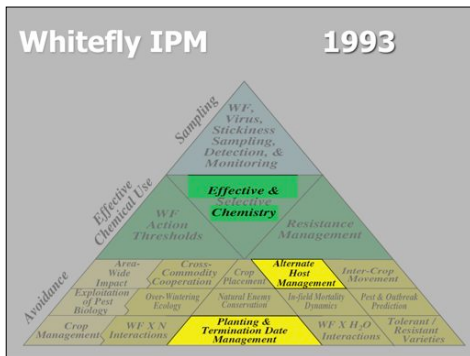 Whitefly IPM 1993
Sampling
WF,
Virus,
Stickiness
Sampling,
Detection, &
Monitoring
Effective
Chemical Use
WF
Action
Thresholds
Effective &
Selective
Chemistry
Resistance
Management
Avoidance
Area-
Wide
Impact
Cross-
Commodity
Cooperation
Crop
Placement
Alternate
Host
Management
Inter-Crop
Movement
Exploitation
of Pest
Biology
Over-Wintering
Ecology
Natural Enemy
Conservation
In-field Mortality
Dynamics
Pest & Outbreak
Prediction
Crop
Management
WF X N
Interactions
Planting &
Termination Date
Management
WF X H2O
Interactions
Tolerant /
Resistant
Varieties